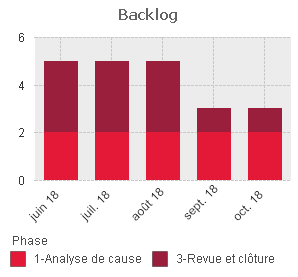 Backlog
6
4
2
0
juin 18
juil. 18
août 18
sept. 18
oct. 18
Phase
1-Analyse de cause
3-Revue et clôture